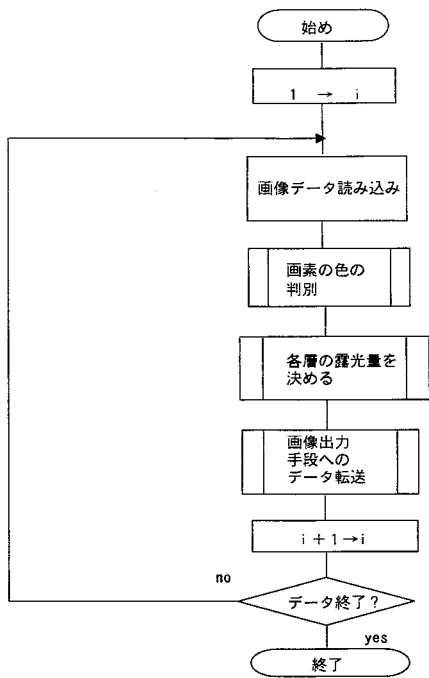 始め
1 → i
画像データ読み込み
画素の色の
判別
各層の露光量を
決める
画像出力
手段への
データ転送
i + 1→i
no
データ終了?
yes
終了